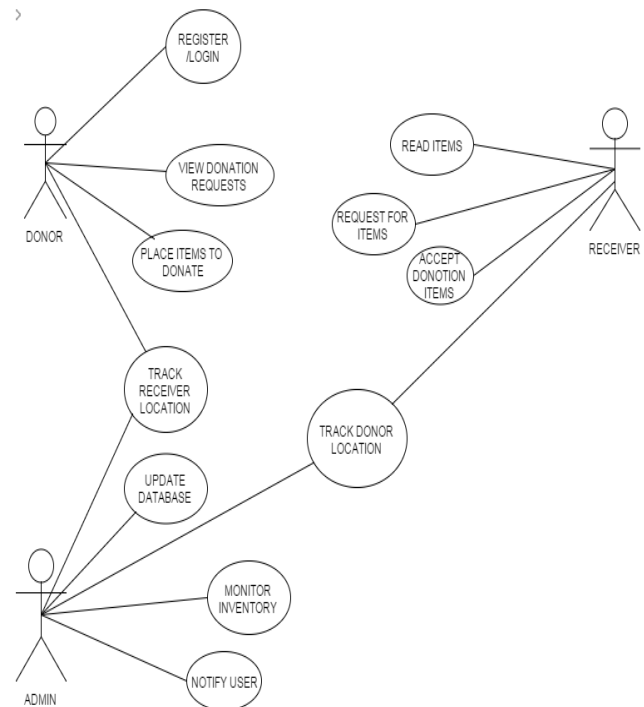 REGISTER
/LOGIN
VIEW DONATION
REQUESTS
READ ITEMS
DONOR
PLACE ITEMS TO
DONATE
REQUEST FOR
ITEMS
RECEIVER
ACCEPT
DONOTION
ITEMS
TRACK
RECEIVER
LOCATION
TRACK DONOR
LOCATION
UPDATE
DATABASE
MONITOR
INVENTORY
NOTIFY USER
ADMIN